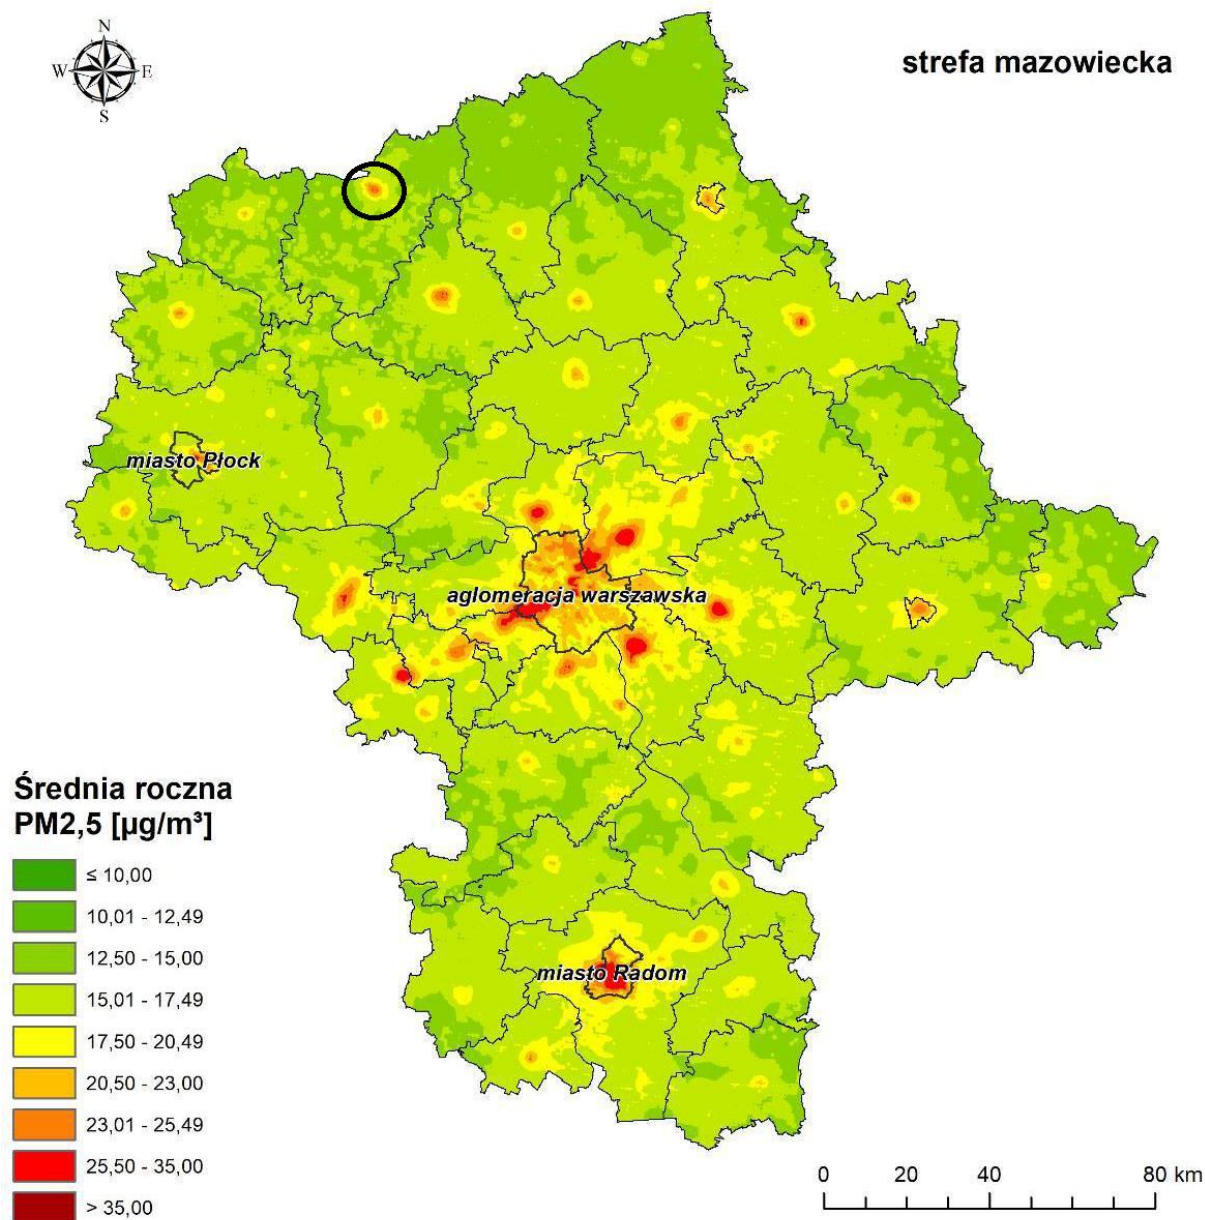 N
W E
S
strefa mazowiecka
miasto Płock
aglomeracja warszawska
miasto Radom
Średnia roczna
PM2,5 [µg/m³]
≤ 10,00
10,01 - 12,49
12,50 - 15,00
15,01 - 17,49
17,50 - 20,49
20,50 - 23,00
23,01 - 25,49
25,50 - 35,00
> 35,00
0 20 40 80 km